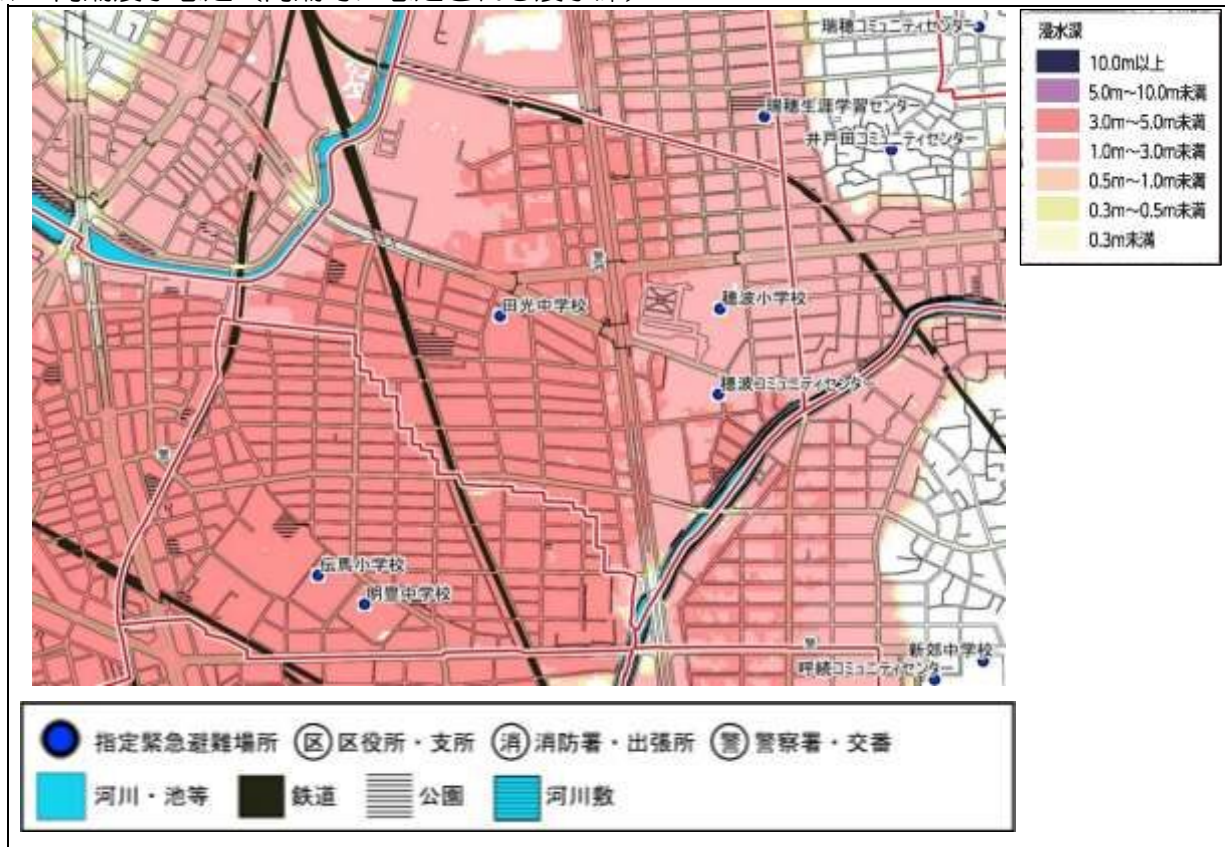 瑞穂コミュニティセンター
瑞穂生涯学習センター
井戸田コミュニティセンター
田光中学校
穂波小学校
穂波コミュニティセンター
伝馬小学校
明豊中学校
新郊中学校
呼続コミュニティセンター
浸水深
10.0m以上
5.0m～10.0m未満
3.0m～5.0m未満
1.0m～3.0m未満
0.5m～1.0m未満
0.3m～0.5m未満
0.3m未満
指定緊急避難場所 区 区役所・支所 消 消防署・出張所 警 警察署・交番
河川・池等 鉄道 公園 河川敷